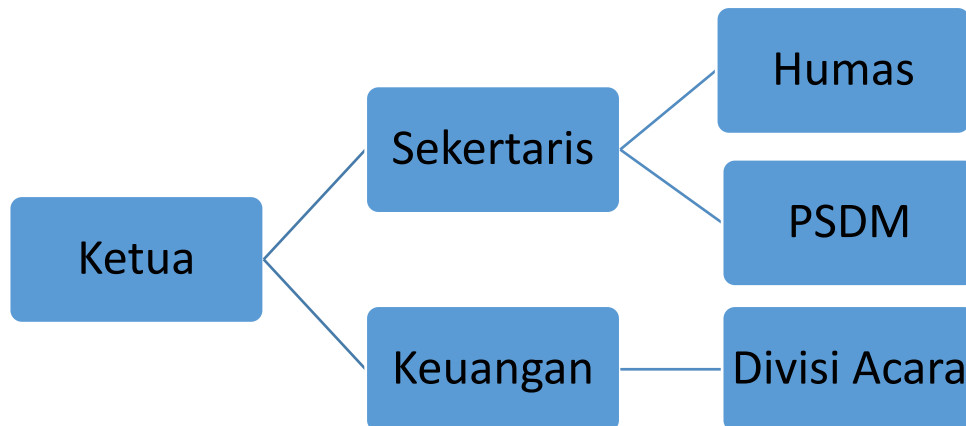 Humas
Sekertaris
PSDM
Ketua
Keuangan
Divisi Acara